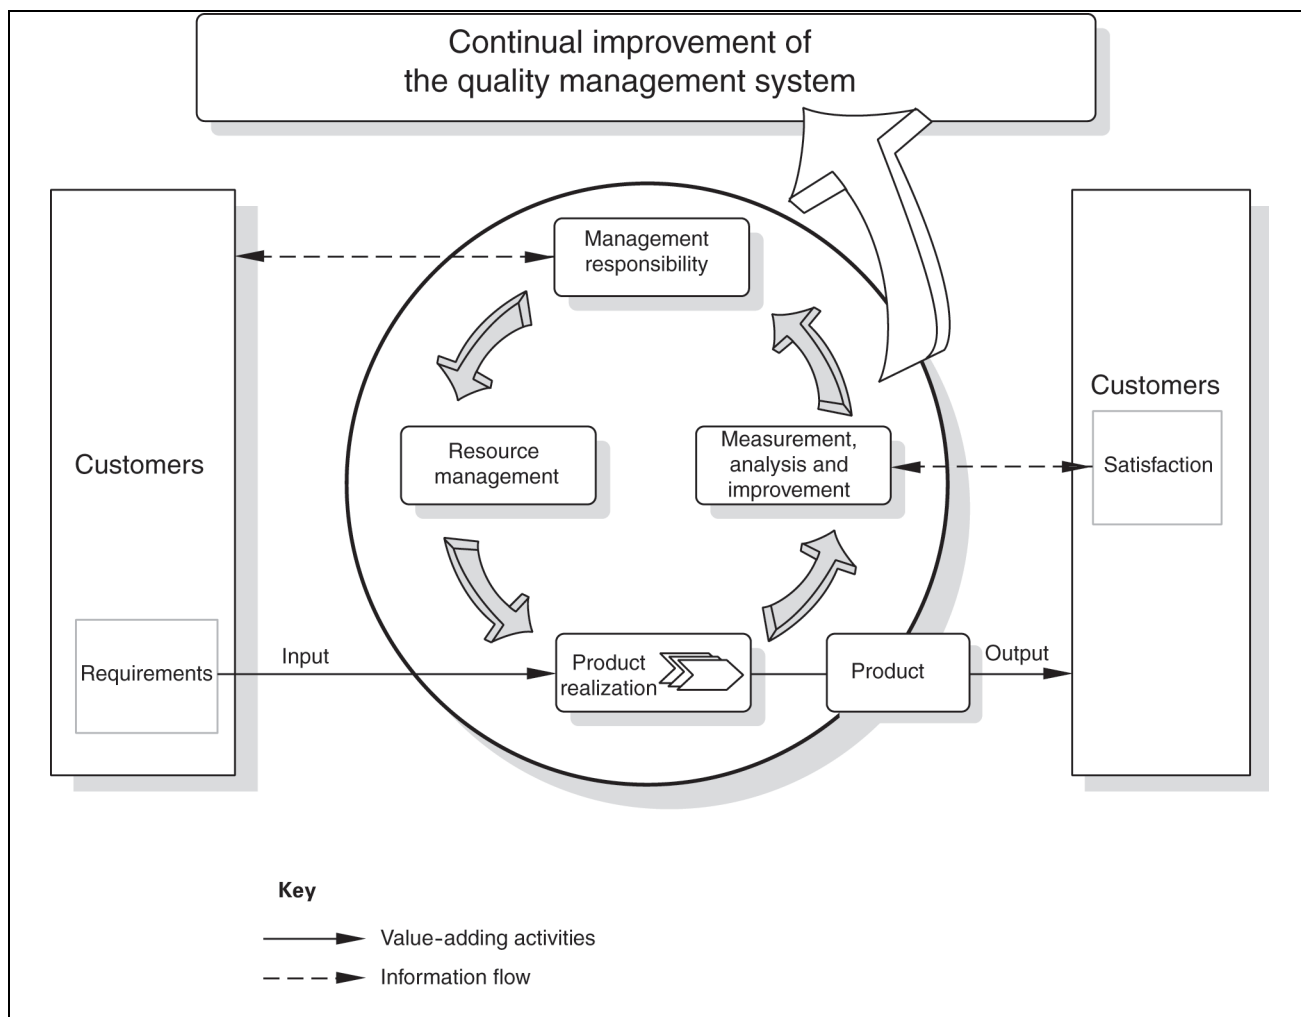 Continual improvement of
the quality management system
Management
responsibility
Customers
Resource
management
Measurement,
analysis and
improvement
Customers
Satisfaction
Requirements
Input
Product
realization
Product
Output
Key
Value-adding activities
Information flow